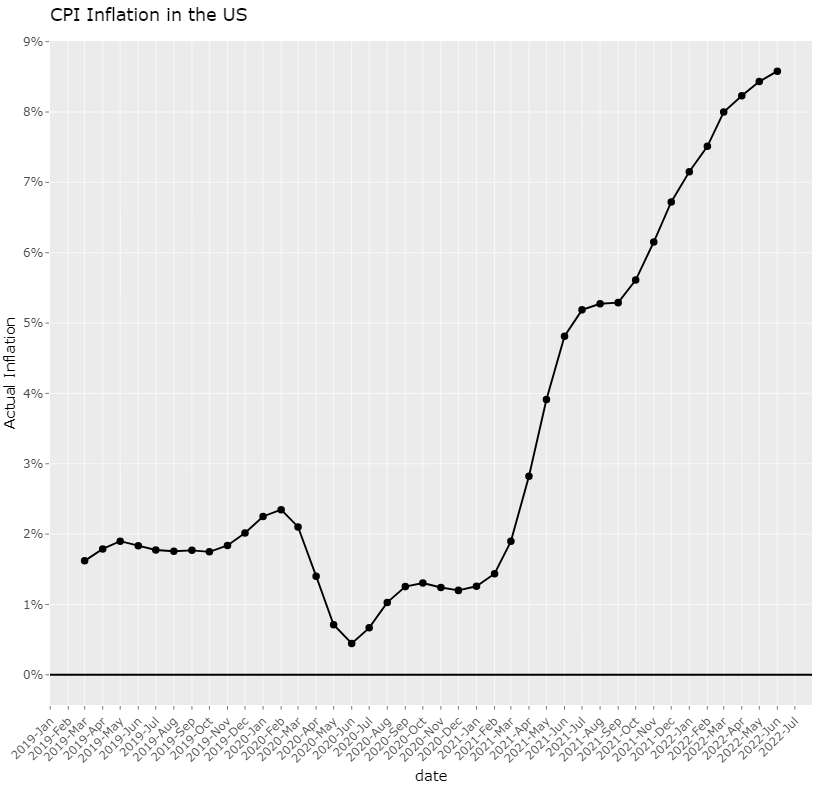 CPI Inflation in the US
9%
8%
7%
6%
5%
4%
3%
2%
1%
0%
Actual Inflation
2019-Jan
2019-Feb
2019-Mar
2019-Apr
2019-May
2019-Jun
2019-Jul
2019-Aug
2019-Sep
2019-Oct
2019-Nov
2019-Dec
2020-Jan
2020-Feb
2020-Mar
2020-Apr
2020-May
2020-Jun
2020-Jul
2020-Aug
2020-Sep
2020-Oct
2020-Nov
2020-Dec
2021-Jan
2021-Feb
2021-Mar
2021-Apr
2021-May
2021-Jun
2021-Jul
2021-Aug
2021-Sep
2021-Oct
2021-Nov
2021-Dec
2022-Jan
2022-Feb
2022-Mar
2022-Apr
2022-May
2022-Jun
2022-Jul
date